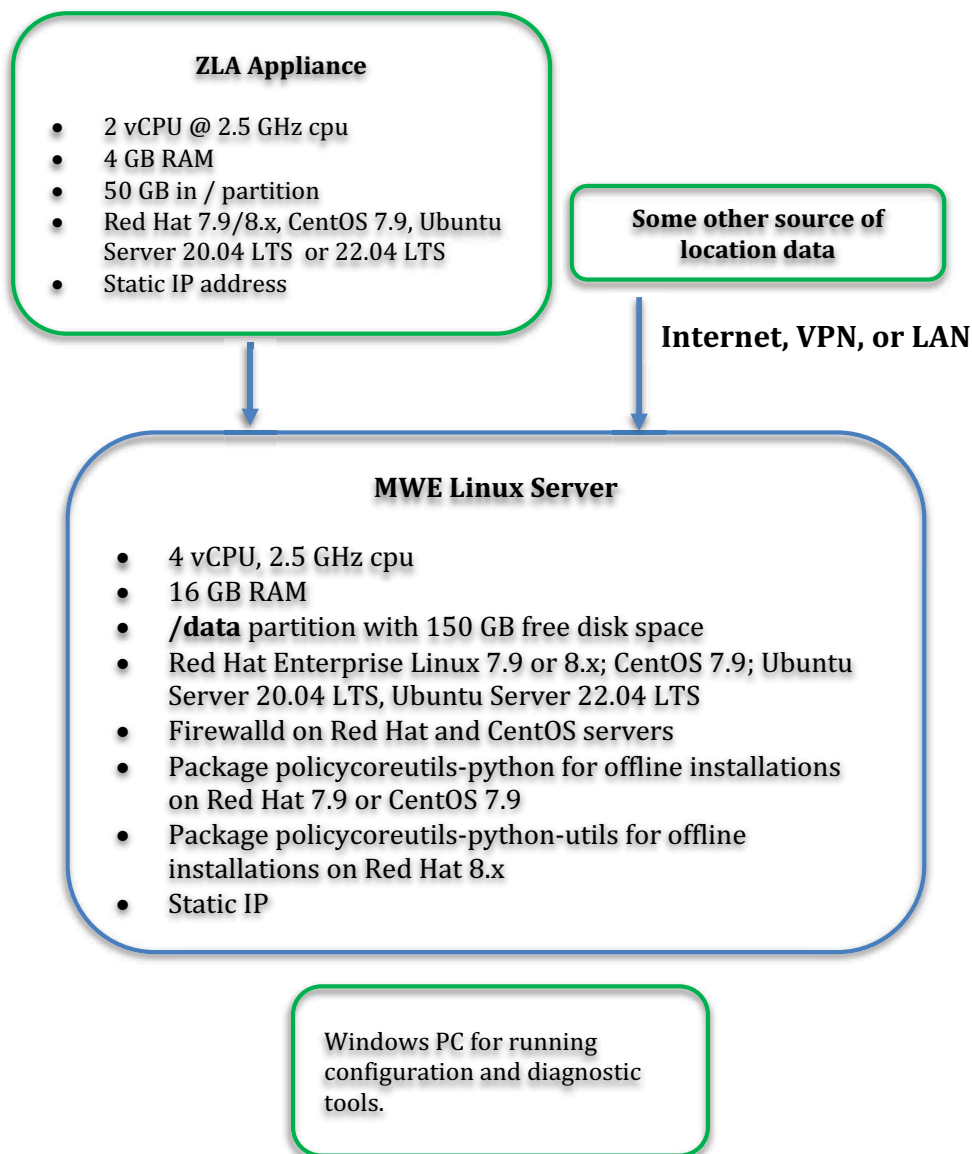 ZLA Appliance
• 2 vCPU @ 2.5 GHz cpu
• 4 GB RAM
• 50 GB in / partition
• Red Hat 7.9/8.x, CentOS 7.9, Ubuntu
Server 20.04 LTS or 22.04 LTS
• Static IP address
Some other source of
location data
Internet, VPN, or LAN
MWE Linux Server
• 4 vCPU, 2.5 GHz cpu
• 16 GB RAM
• /data partition with 150 GB free disk space
• Red Hat Enterprise Linux 7.9 or 8.x; CentOS 7.9; Ubuntu
Server 20.04 LTS, Ubuntu Server 22.04 LTS
• Firewalld on Red Hat and CentOS servers
• Package policycoreutils-python for offline installations
on Red Hat 7.9 or CentOS 7.9
• Package policycoreutils-python-utils for offline
installations on Red Hat 8.x
• Static IP
Windows PC for running
configuration and diagnostic
tools.